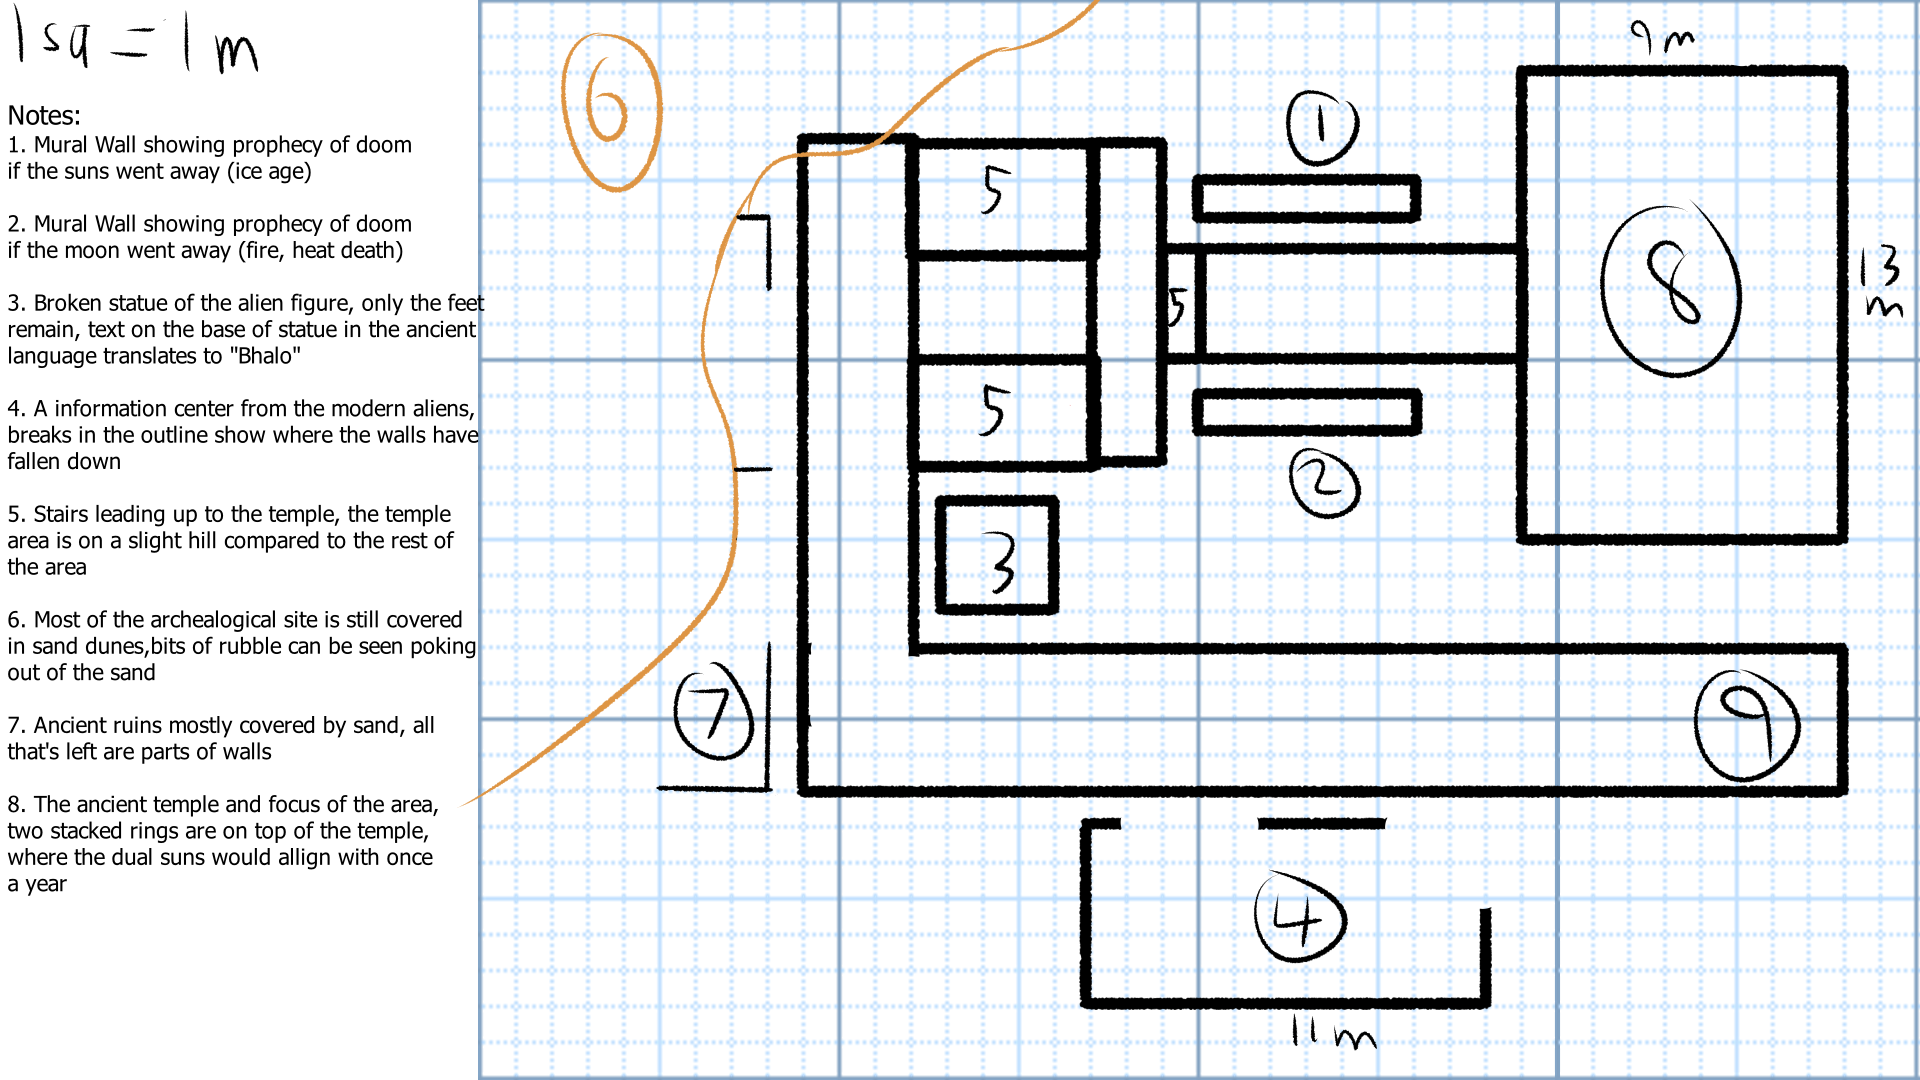 1 sq = 1 m
Notes:
1. Mural Wall showing prophecy of doom
if the suns went away (ice age)
2. Mural Wall showing prophecy of doom
if the moon went away (fire, heat death)
3. Broken statue of the alien figure, only the feet
remain, text on the base of statue in the ancient
language translates to "Bhalo"
4. A information center from the modern aliens,
breaks in the outline show where the walls have
fallen down
5. Stairs leading up to the temple, the temple
area is on a slight hill compared to the rest of
the area
6. Most of the archealogical site is still covered
in sand dunes,bits of rubble can be seen poking
out of the sand
7. Ancient ruins mostly covered by sand, all
that's left are parts of walls
8. The ancient temple and focus of the area,
two stacked rings are on top of the temple,
where the dual suns would allign with once
a year
6
9 m
1
5
8
13
m
5
5
2
3
7
9
4
11 m